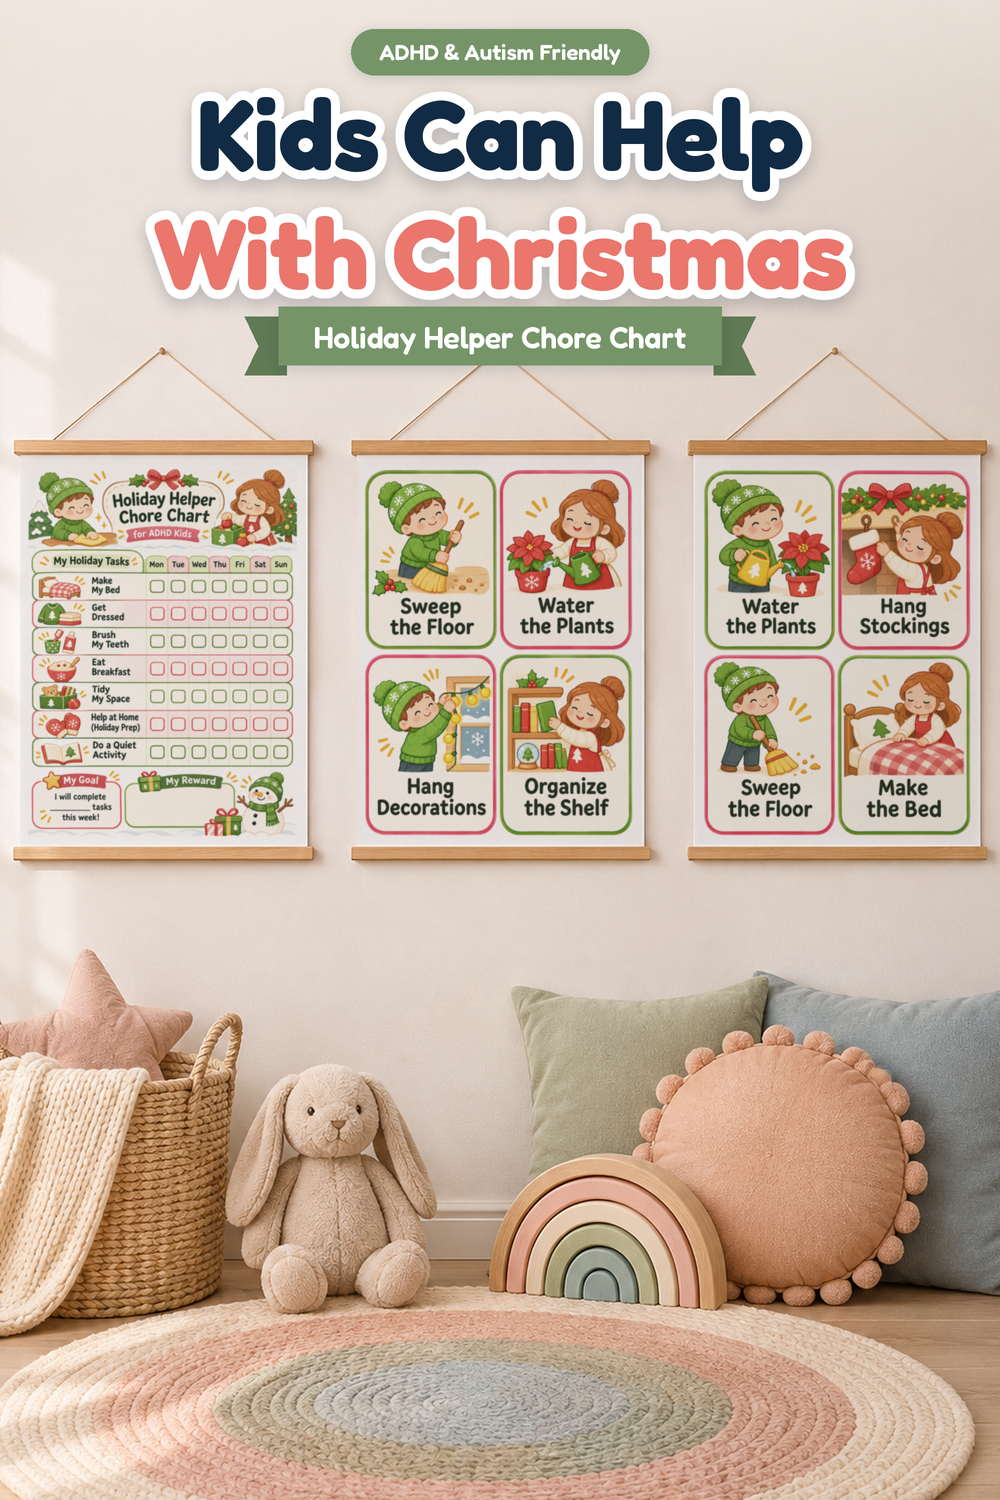 ADHD & Autism Friendly
Kids Can Help
With Christmas
Holiday Helper Chore Chart
Holiday Helper
Chore Chart
for ADHD Kids
My Holiday Tasks Mon Tue Wed Thu Fri Sat Sun
Make
My Bed
Get
Dressed
Brush
My Teeth
Eat
Breakfast
Tidy
My Space
Help at Home
(Holiday Prep)
Do a Quiet
Activity
My Goal
I will complete
________ tasks
this week!
My Reward
Sweep
the Floor
Water
the Plants
Hang
Decorations
Organize
the Shelf
Water
the Plants
Hang
Stockings
Sweep
the Floor
Make
the Bed